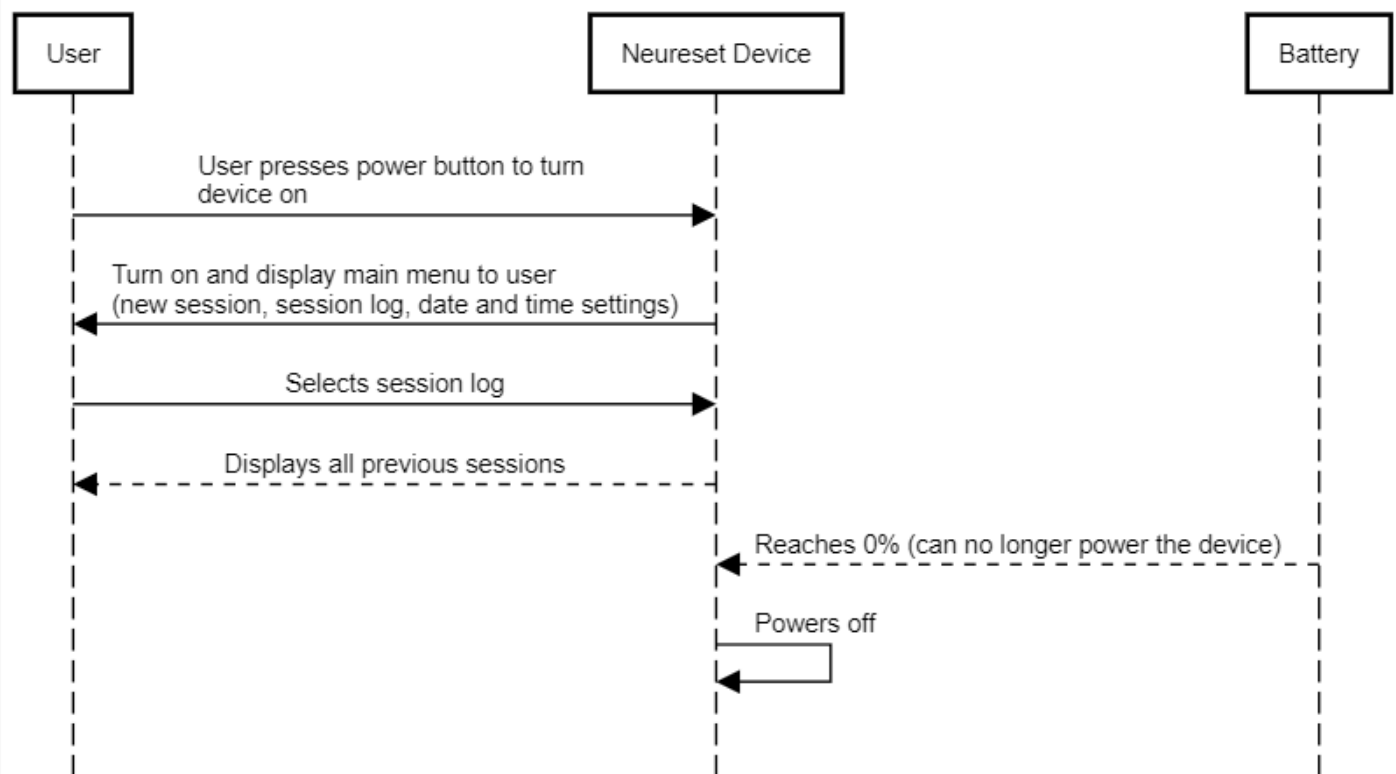 User
Neureset Device
Battery
User presses power button to turn
device on
Turn on and display main menu to user
(new session, session log, date and time settings)
Selects session log
Displays all previous sessions
Reaches 0% (can no longer power the device)
Powers off